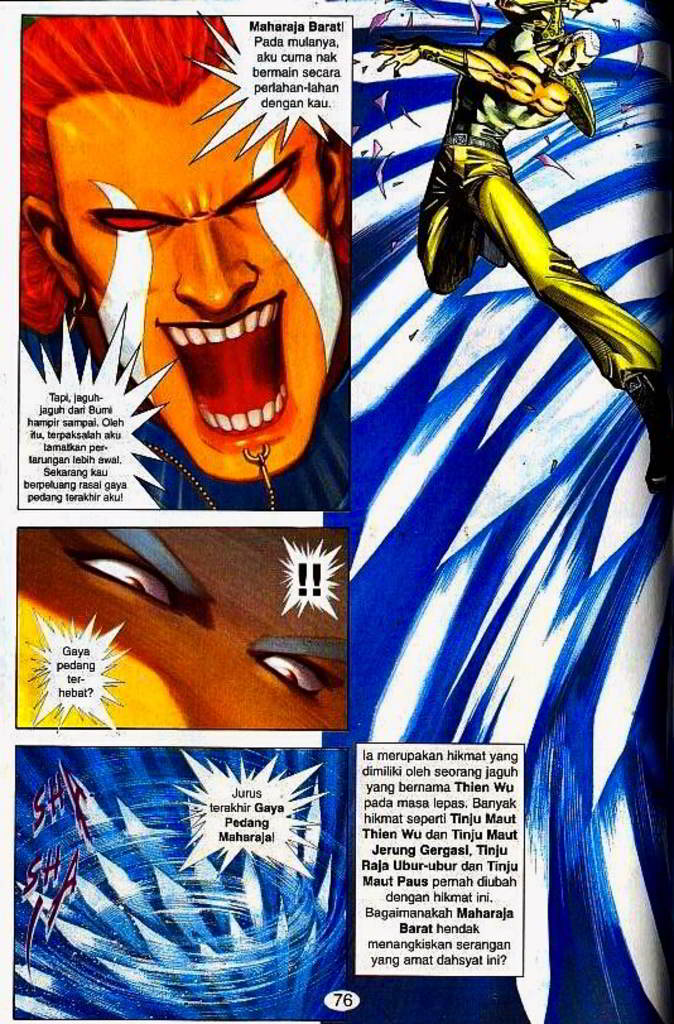 Maharaja Barat!
Pada mulanya,
aku cuma nak
bermain secara
perlahan-lahan
dengan kau.
Tapi, jaguh-
jaguh dari Bumi
hampir sampai. Oleh
itu, terpaksalah aku
tamatkan per-
tarungan lebih awal.
Sekarang kau
berpeluang rasai gaya
pedang terakhir aku!
!!
Gaya
pedang
ter-
hebat?
SHA
SHA
Jurus
terakhir Gaya
Pedang
Maharaja!
Ia merupakan hikmat yang
dimiliki oleh seorang jaguh
yang bernama Thien Wu
pada masa lepas. Banyak
hikmat seperti Tinju Maut
Thien Wu dan Tinju Maut
Jerung Gergasi, Tinju
Raja Ubur-ubur dan Tinju
Maut Paus pernah diubah
dengan hikmat ini.
Bagaimanakah Maharaja
Barat hendak
menangkiskan serangan
yang amat dahsyat ini?
76